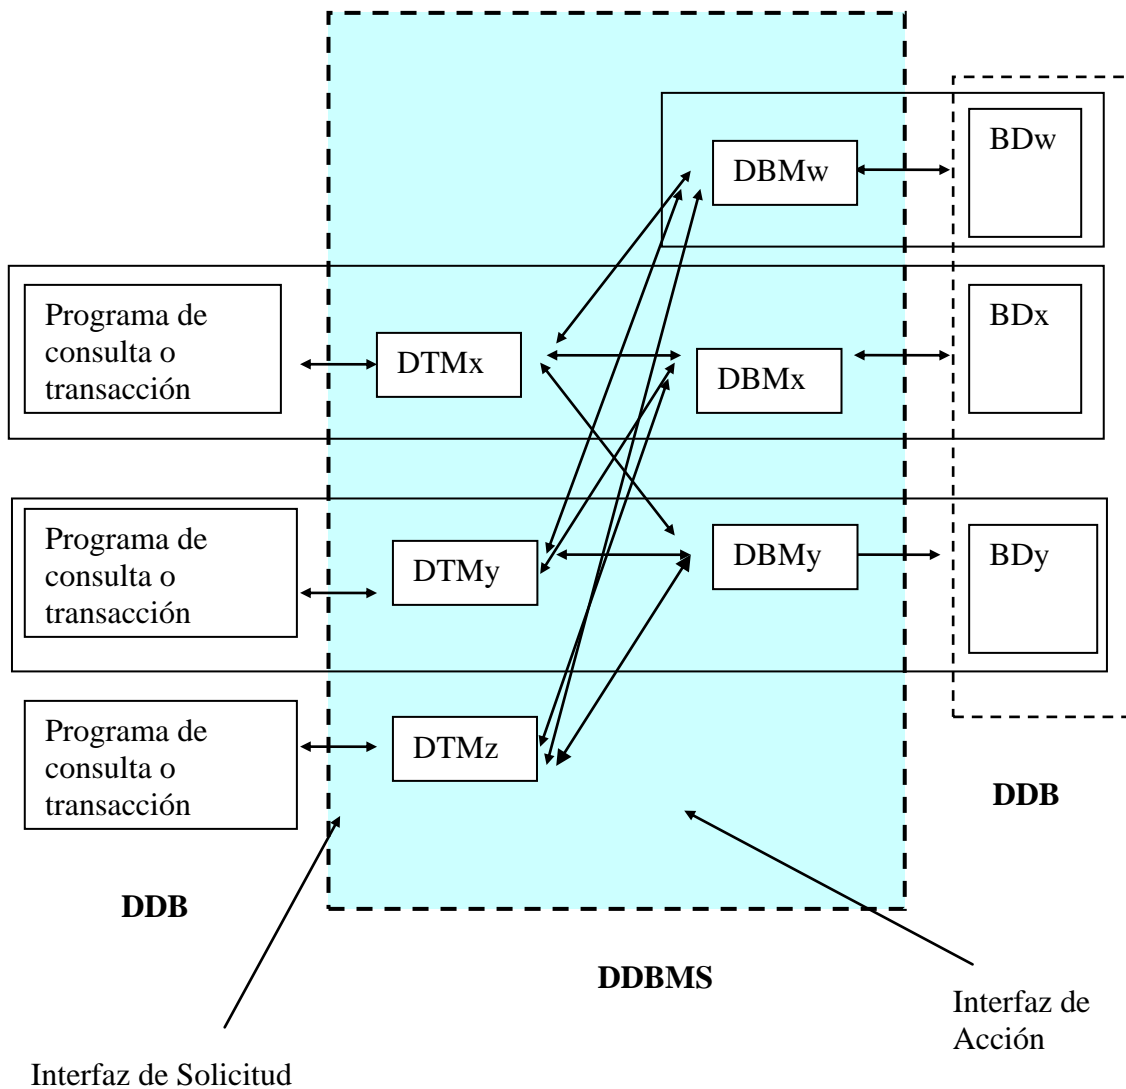 BDw
DBMw
Programa de
consulta o
transacción
DTMx
DBMx
BDx
Programa de
consulta o
transacción
DTMy
DBMy
BDy
Programa de
consulta o
transacción
DTMz
DDB
DDB
DDBMS
Interfaz de
Acción
Interfaz de Solicitud